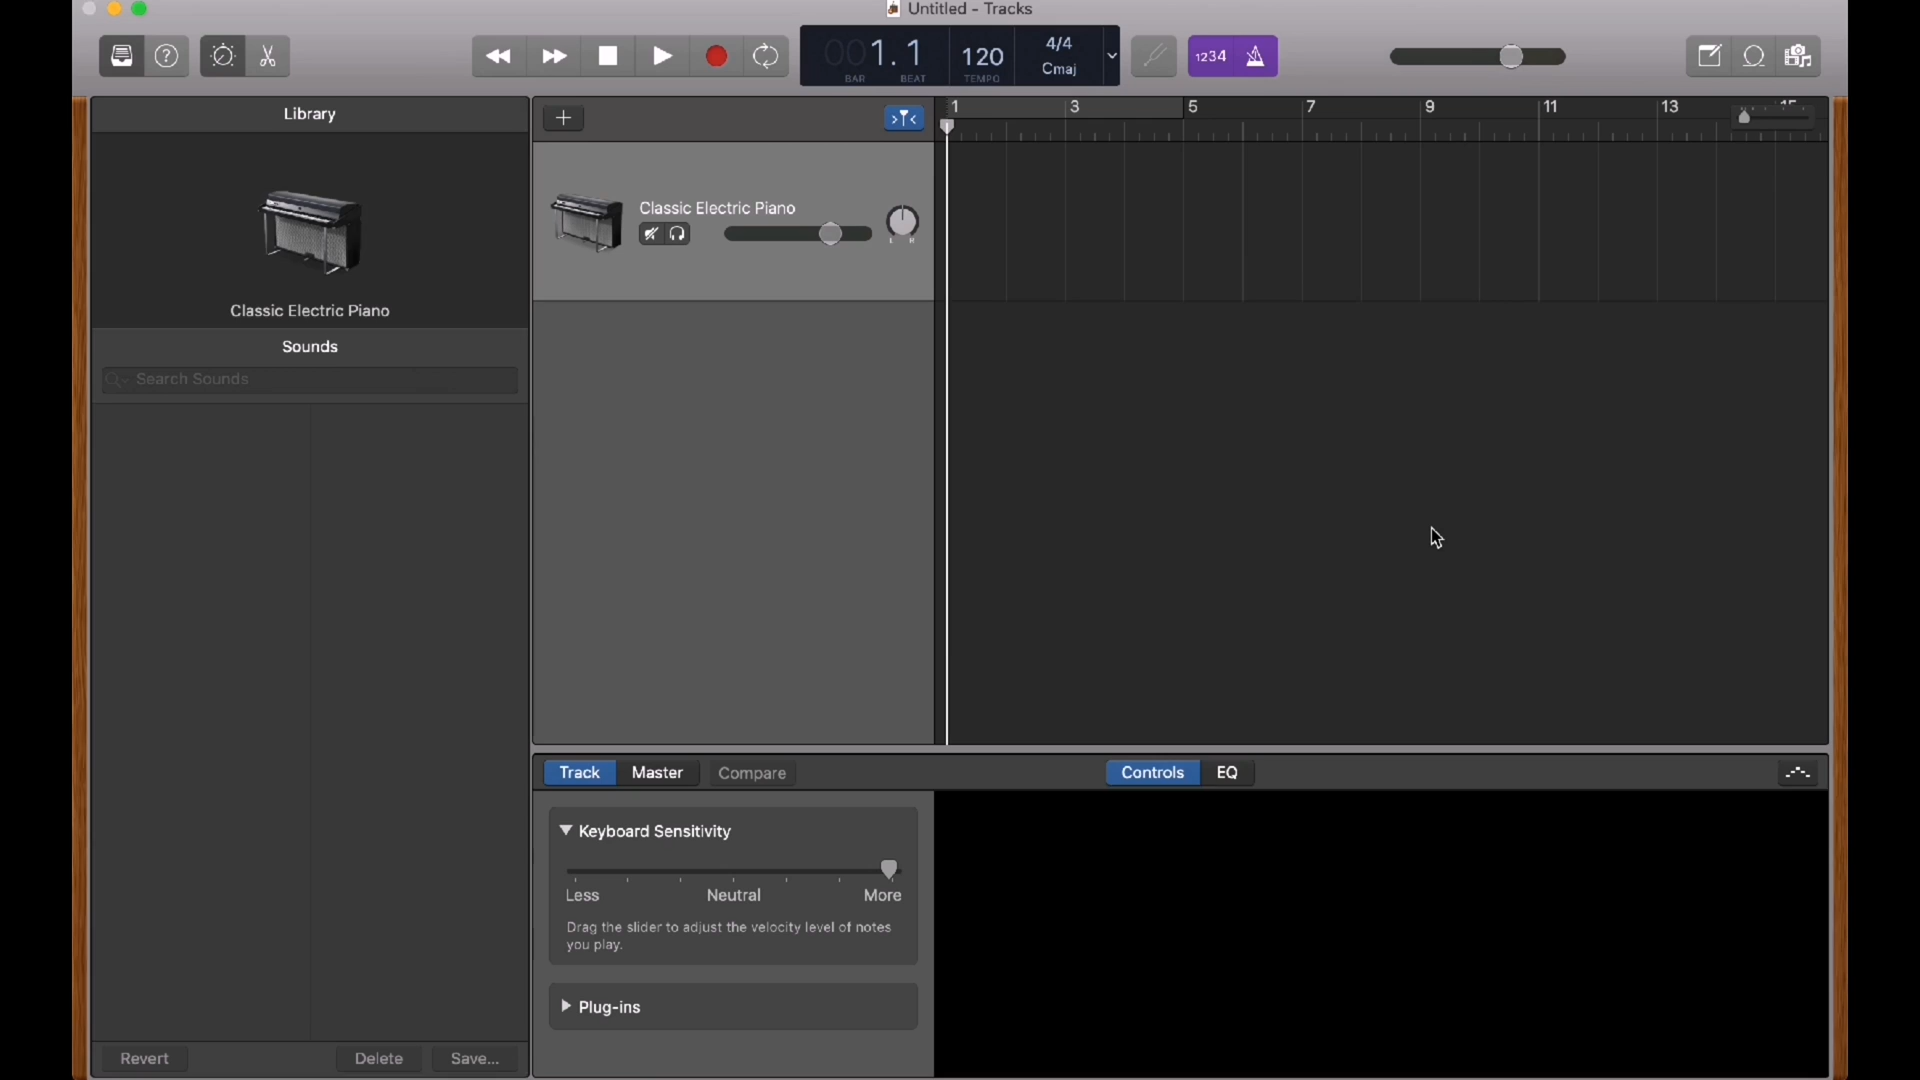 Untitled - Tracks
001.1
BAR BEAT
120
TEMPO
4/4
Cmaj
1234
Library
1 3 5 7 9 11 13 15
Classic Electric Piano
L R
Classic Electric Piano
Sounds
Search Sounds
Track Master Compare Controls EQ
Keyboard Sensitivity
Less Neutral More
Drag the slider to adjust the velocity level of notes
you play.
Plug-ins
Revert Delete Save...